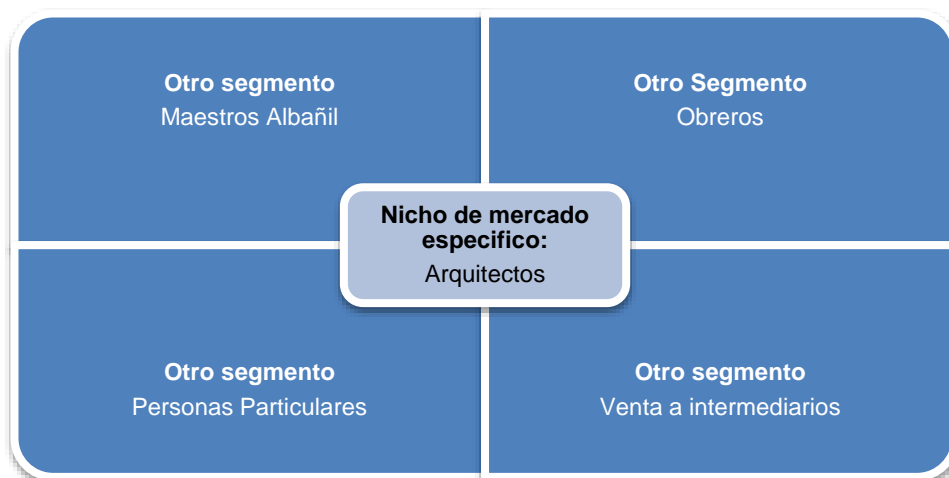 Otro segmento
Maestros Albañil
Otro Segmento
Obreros
Nicho de mercado
especifico:
Arquitectos
Otro segmento
Personas Particulares
Otro segmento
Venta a intermediarios